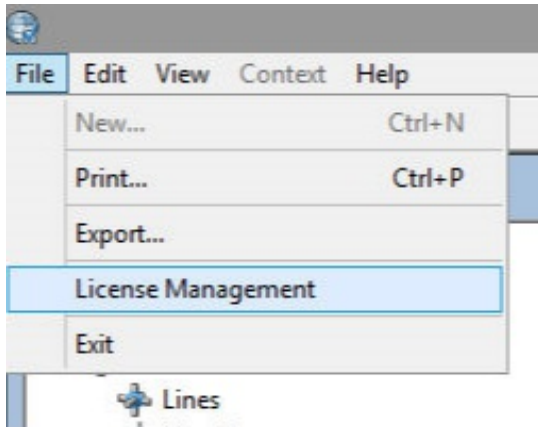 File Edit View Context Help
New... Ctrl+N
Print... Ctrl+P
Export...
License Management
Exit
Lines